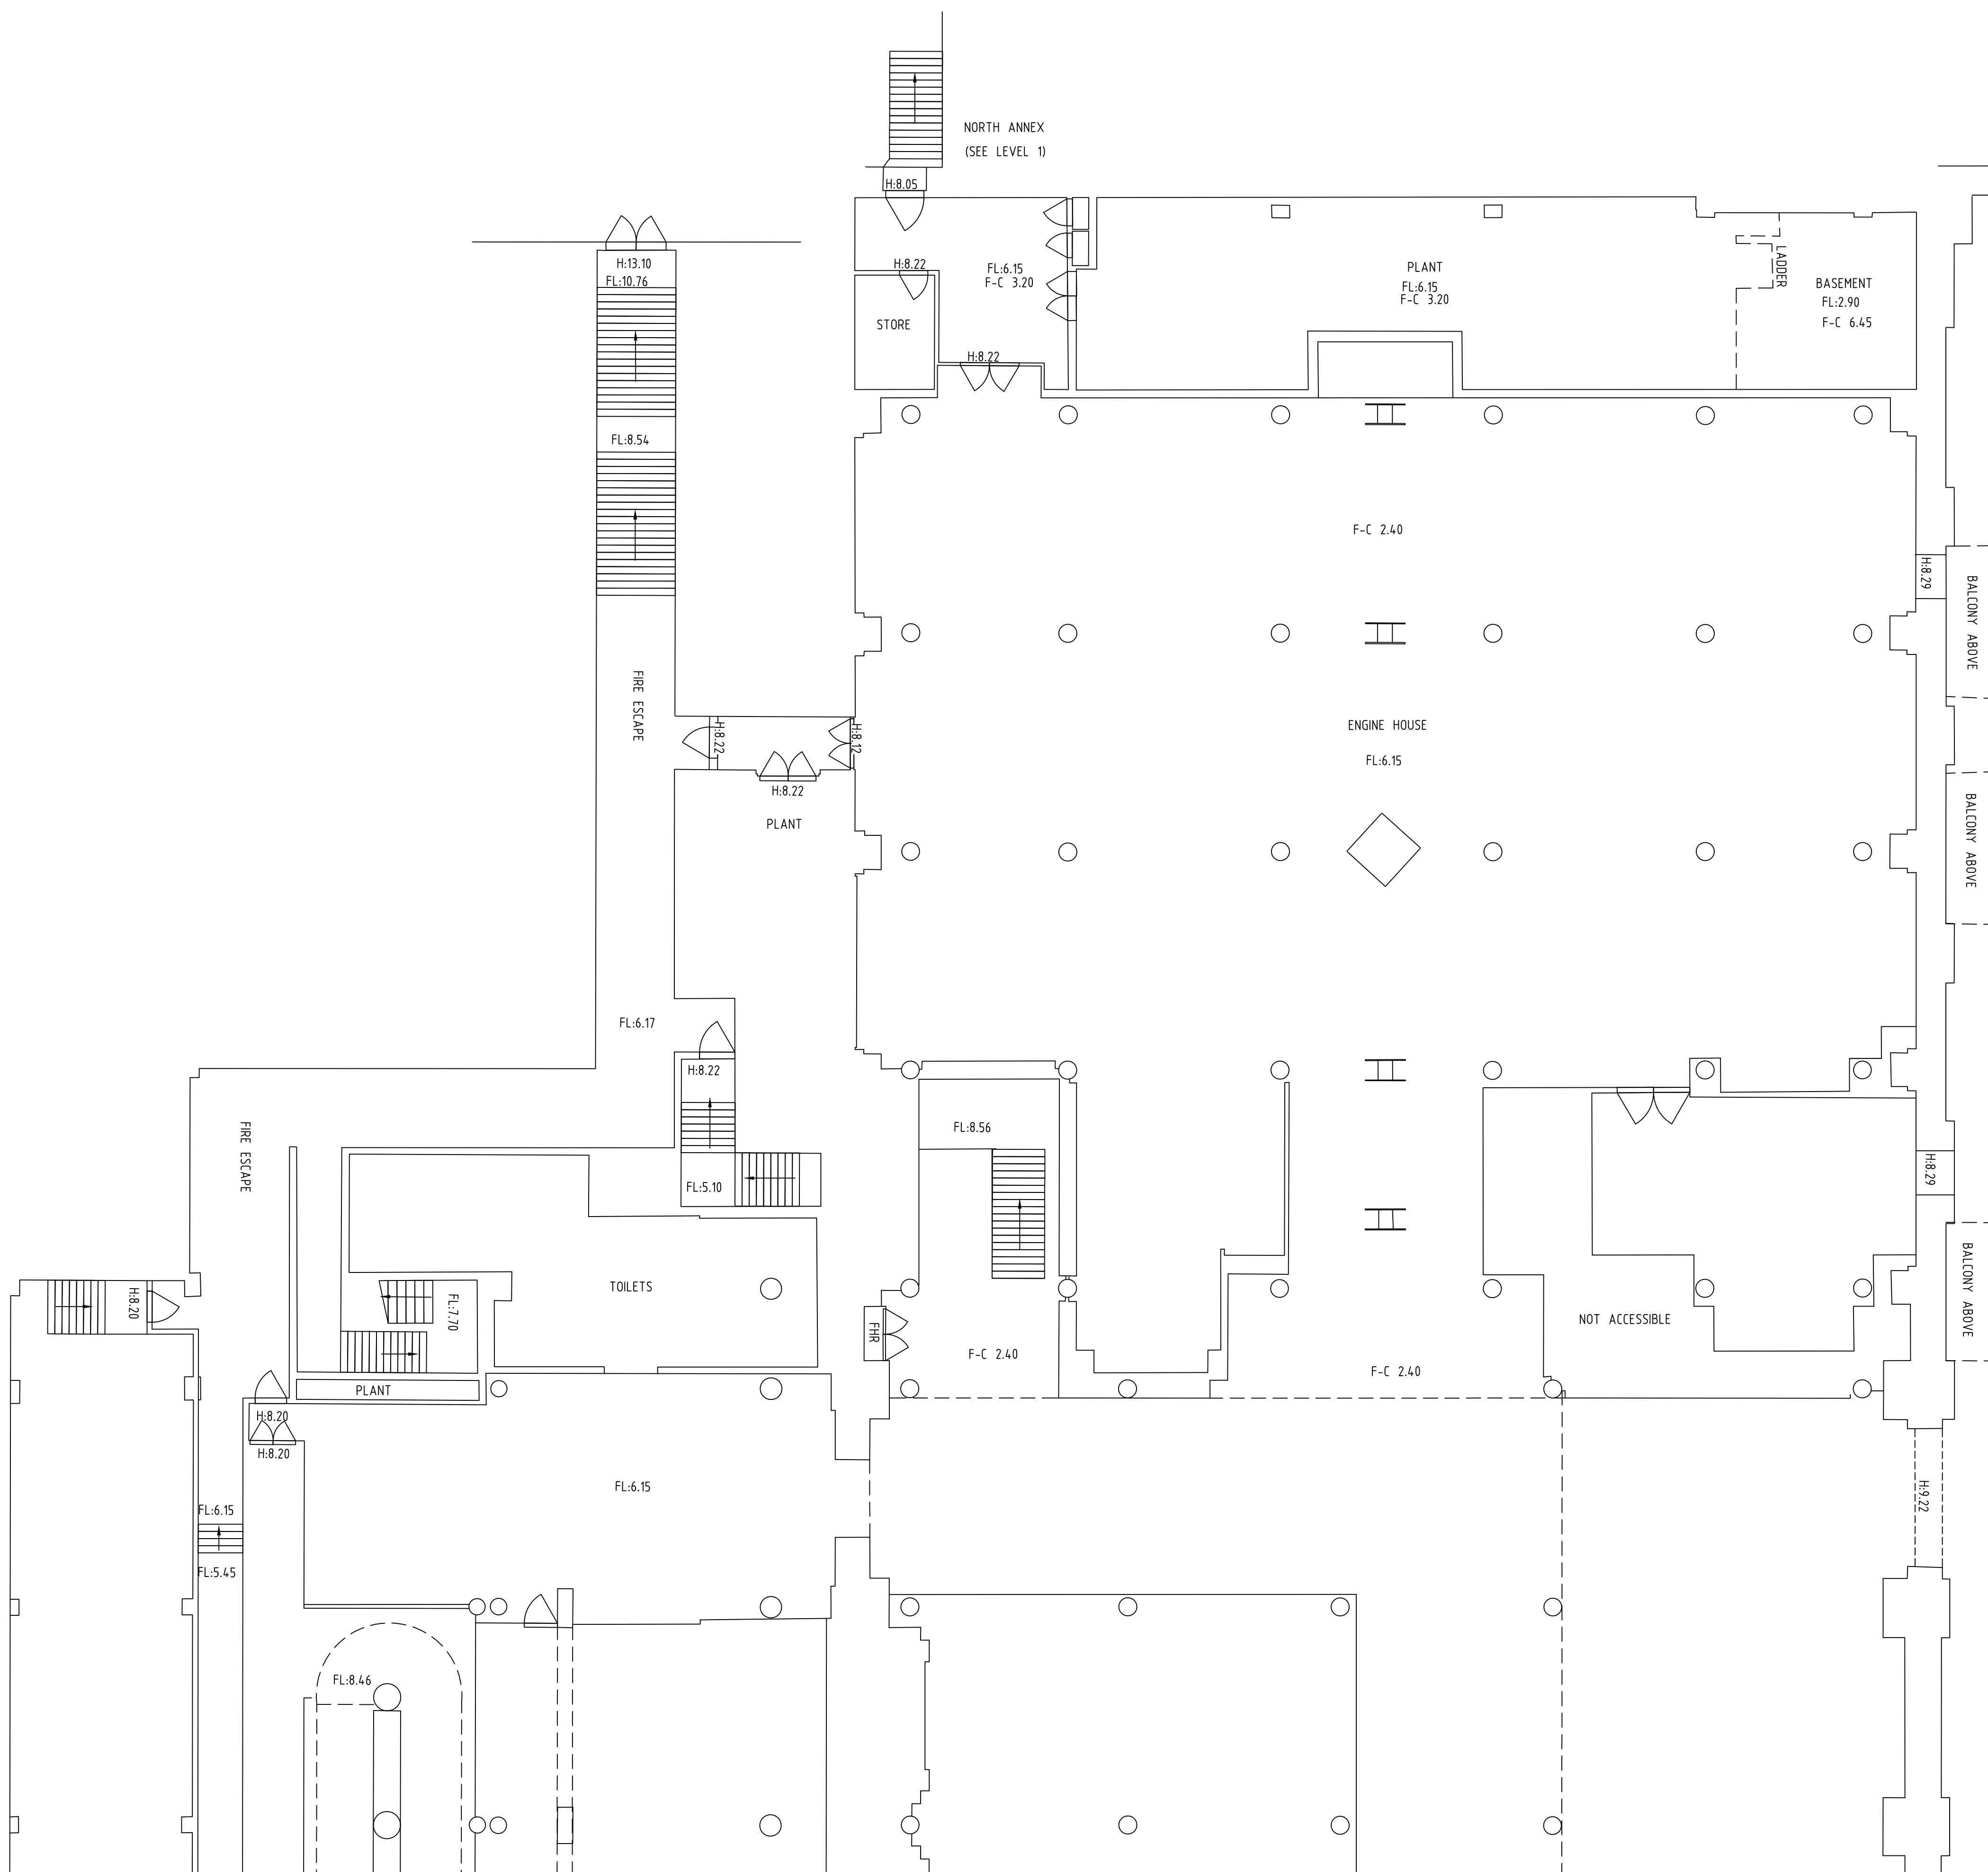 NORTH ANNEX
(SEE LEVEL 1)
H:8.05
H:13.10
FL:10.76
H:8.22
FL:6.15
F-C 3.20
PLANT
FL:6.15
F-C 3.20
LADDER
BASEMENT
FL:2.90
F-C 6.45
STORE
H:8.22
FL:8.54
F-C 2.40
H:8.29
BALCONY ABOVE
FIRE ESCAPE
H:8.22
H:8.12
ENGINE HOUSE
FL:6.15
H:8.22
PLANT
BALCONY ABOVE
FL:6.17
H:8.22
FIRE ESCAPE
FL:8.56
H:8.29
FL:5.10
BALCONY ABOVE
TOILETS
H:8.20
FL:7.70
FHR
NOT ACCESSIBLE
F-C 2.40
F-C 2.40
PLANT
H:8.20
H:8.20
FL:6.15
H:9.22
FL:6.15
FL:5.45
FL:8.46